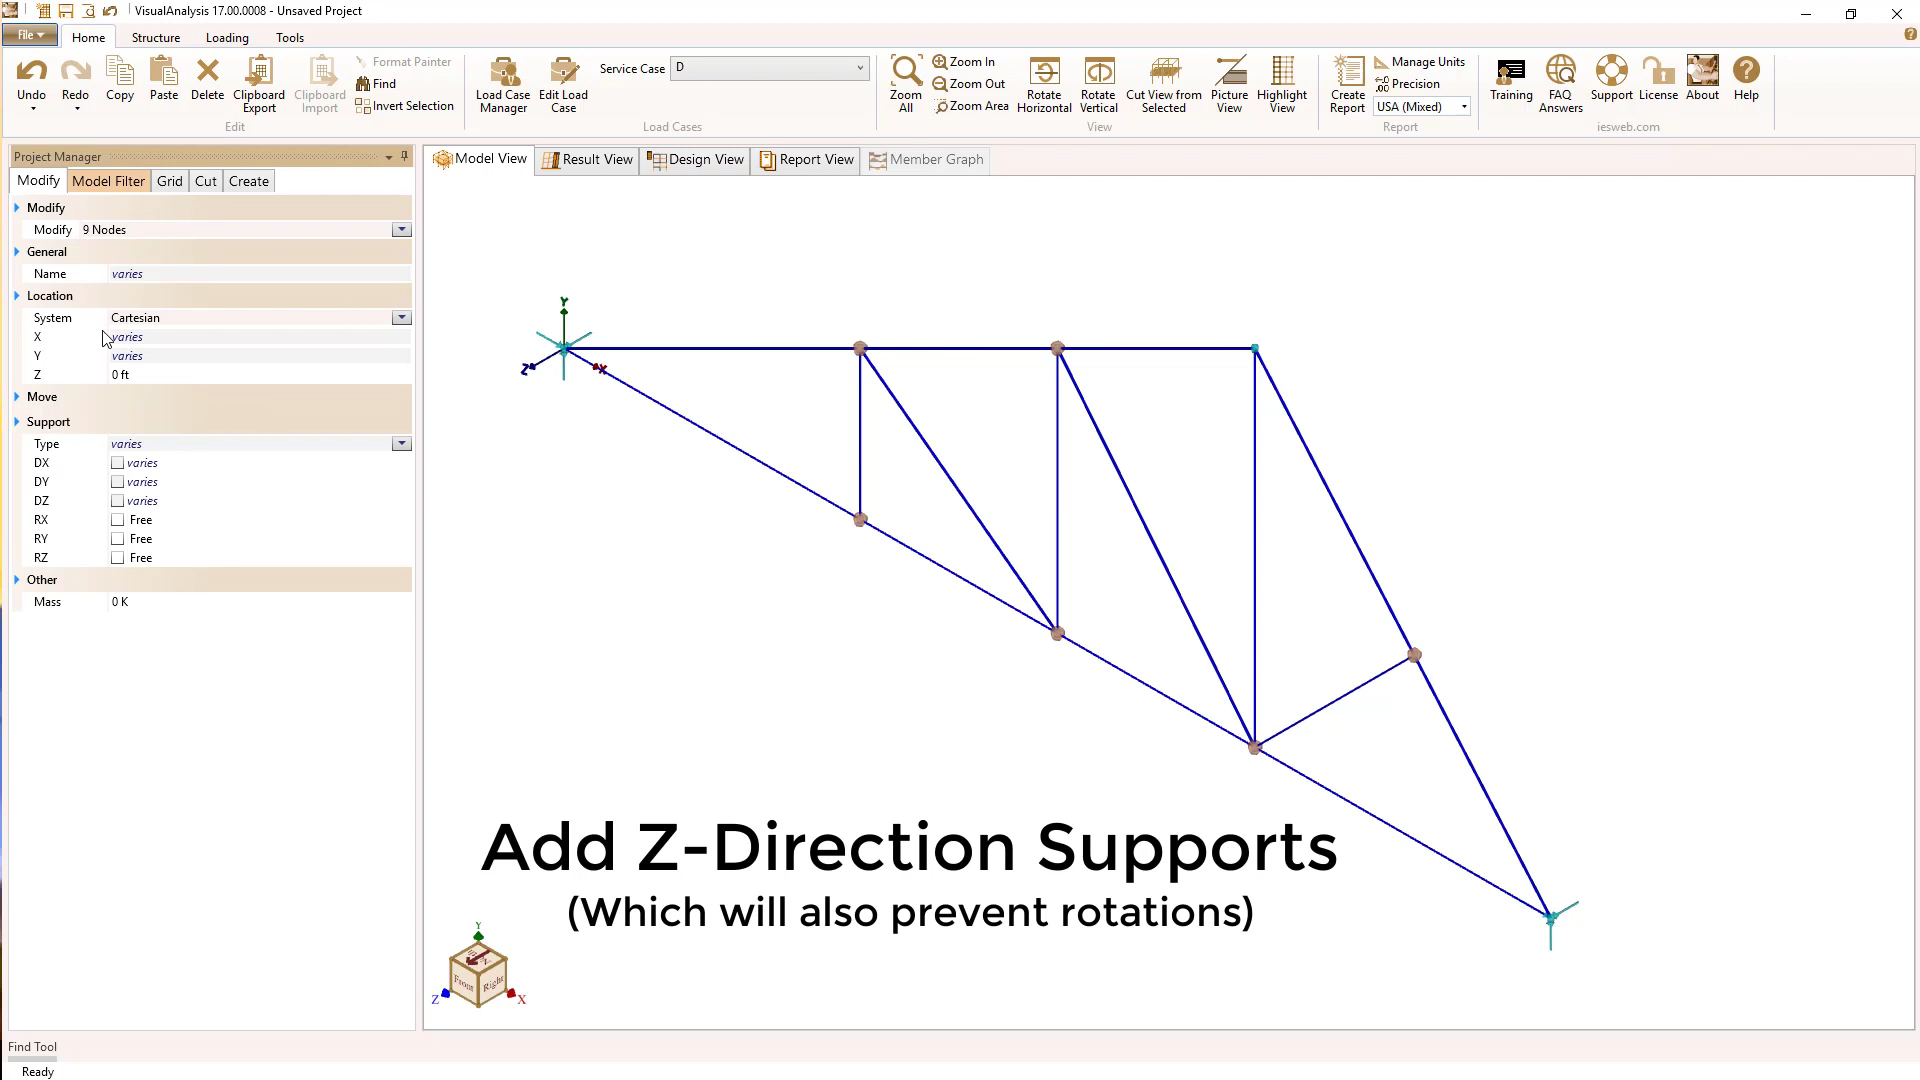 VisualAnalysis 17.00.0008 - Unsaved Project
File
Home
Structure
Loading
Tools
Undo
Redo
Copy
Paste
Delete
Clipboard
Export
Clipboard
Import
Format Painter
Find
Invert Selection
Edit
Load Case
Manager
Edit Load
Case
Service Case
D
Load Cases
Zoom
All
Zoom In
Zoom Out
Zoom Area
Rotate
Horizontal
Rotate
Vertical
Cut View from
Selected
Picture
View
Highlight
View
View
Create
Report
Manage Units
Precision
USA (Mixed)
Report
Training
FAQ
Answers
Support
License
About
Help
iesweb.com
Project Manager
Modify
Model Filter
Grid
Cut
Create
Modify
Modify 9 Nodes
General
Name varies
Location
System Cartesian
X varies
Y varies
Z 0 ft
Move
Support
Type varies
DX varies
DY varies
DZ varies
RX Free
RY Free
RZ Free
Other
Mass 0 K
Model View
Result View
Design View
Report View
Member Graph
Y
Z
X
Add Z-Direction Supports
(Which will also prevent rotations)
Y
Front
Right
Z
X
Find Tool
Ready